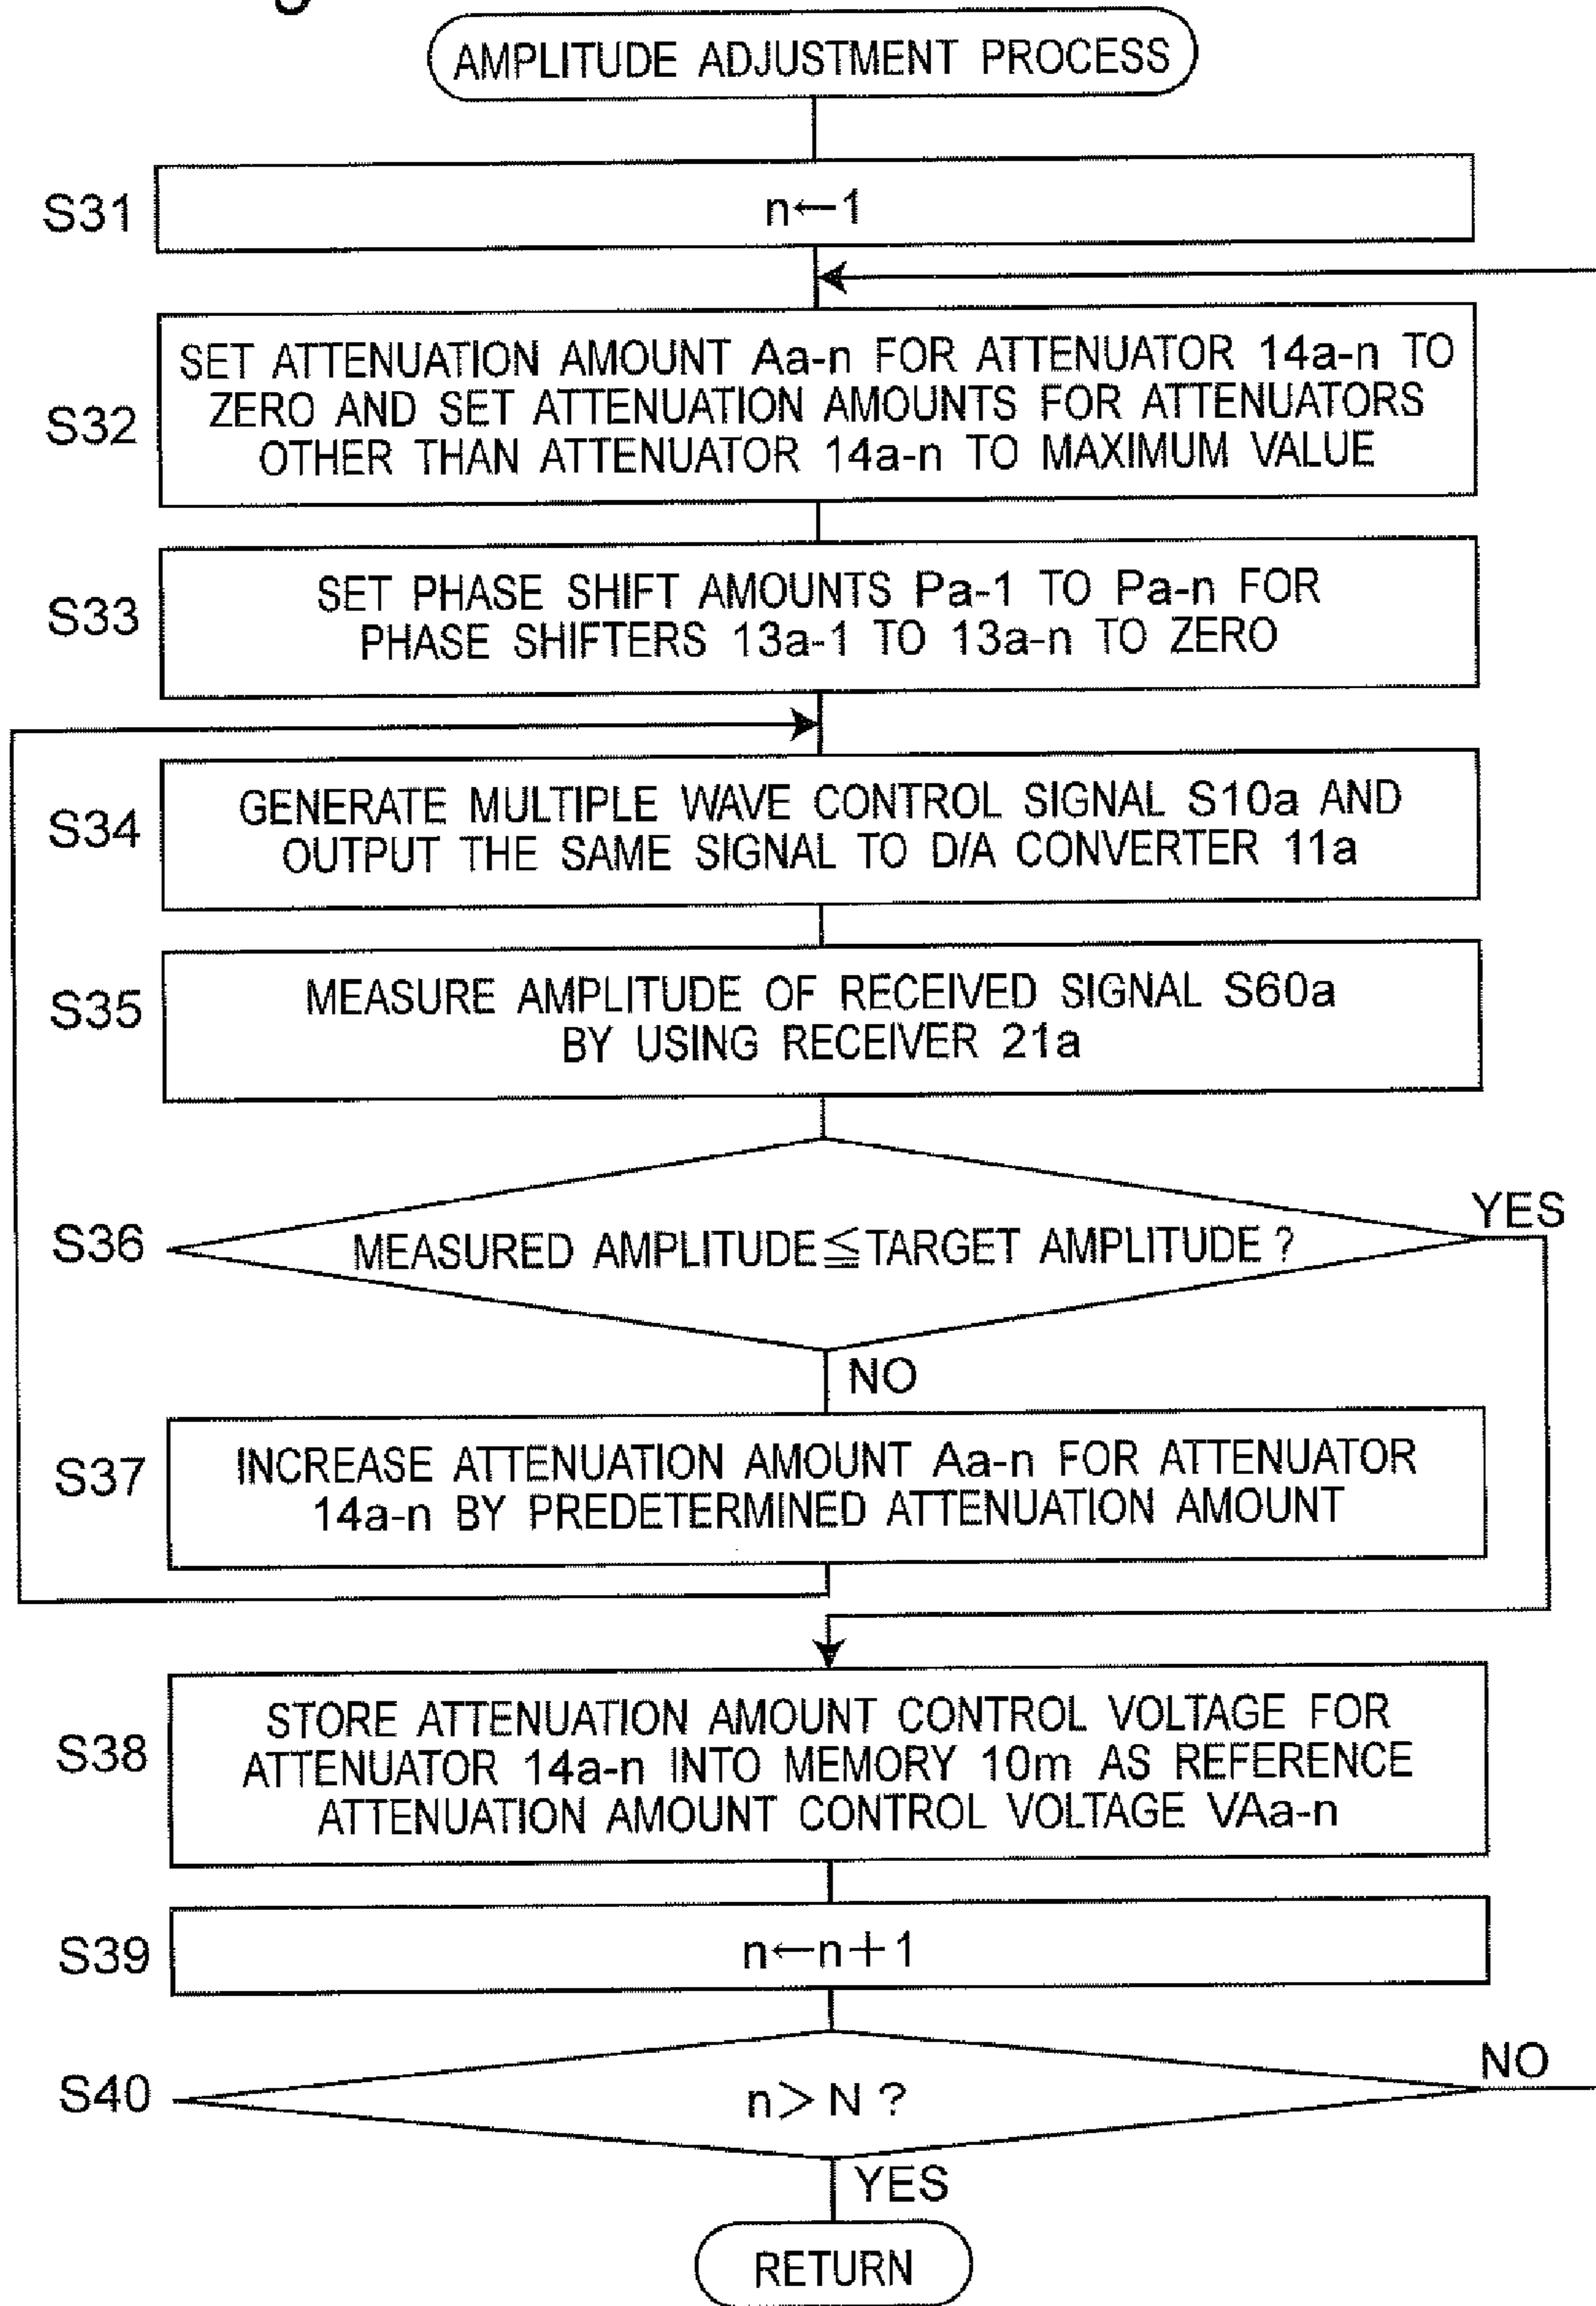 AMPLITUDE ADJUSTMENT PROCESS
S31
n←1
S32
SET ATTENUATION AMOUNT Aa-n FOR ATTENUATOR 14a-n TO
ZERO AND SET ATTENUATION AMOUNTS FOR ATTENUATORS
OTHER THAN ATTENUATOR 14a-n TO MAXIMUM VALUE
S33
SET PHASE SHIFT AMOUNTS Pa-1 TO Pa-n FOR
PHASE SHIFTERS 13a-1 TO 13a-n TO ZERO
S34
GENERATE MULTIPLE WAVE CONTROL SIGNAL S10a AND
OUTPUT THE SAME SIGNAL TO D/A CONVERTER 11a
S35
MEASURE AMPLITUDE OF RECEIVED SIGNAL S60a
BY USING RECEIVER 21a
S36
MEASURED AMPLITUDE≦TARGET AMPLITUDE?
YES
NO
S37
INCREASE ATTENUATION AMOUNT Aa-n FOR ATTENUATOR
14a-n BY PREDETERMINED ATTENUATION AMOUNT
S38
STORE ATTENUATION AMOUNT CONTROL VOLTAGE FOR
ATTENUATOR 14a-n INTO MEMORY 10m AS REFERENCE
ATTENUATION AMOUNT CONTROL VOLTAGE VAa-n
S39
n←n+1
S40
n>N?
NO
YES
RETURN